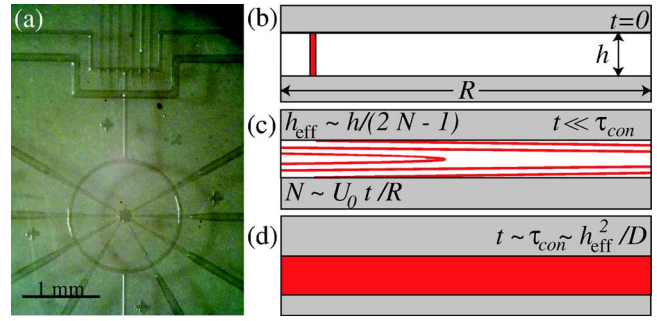 (a)
1 mm
(b)
t=0
h
R
(c)
h_eff ~ h/(2 N - 1)
t ≪ τ_con
N ~ U_0 t/R
(d)
t ~ τ_con ~ h_eff^2/D